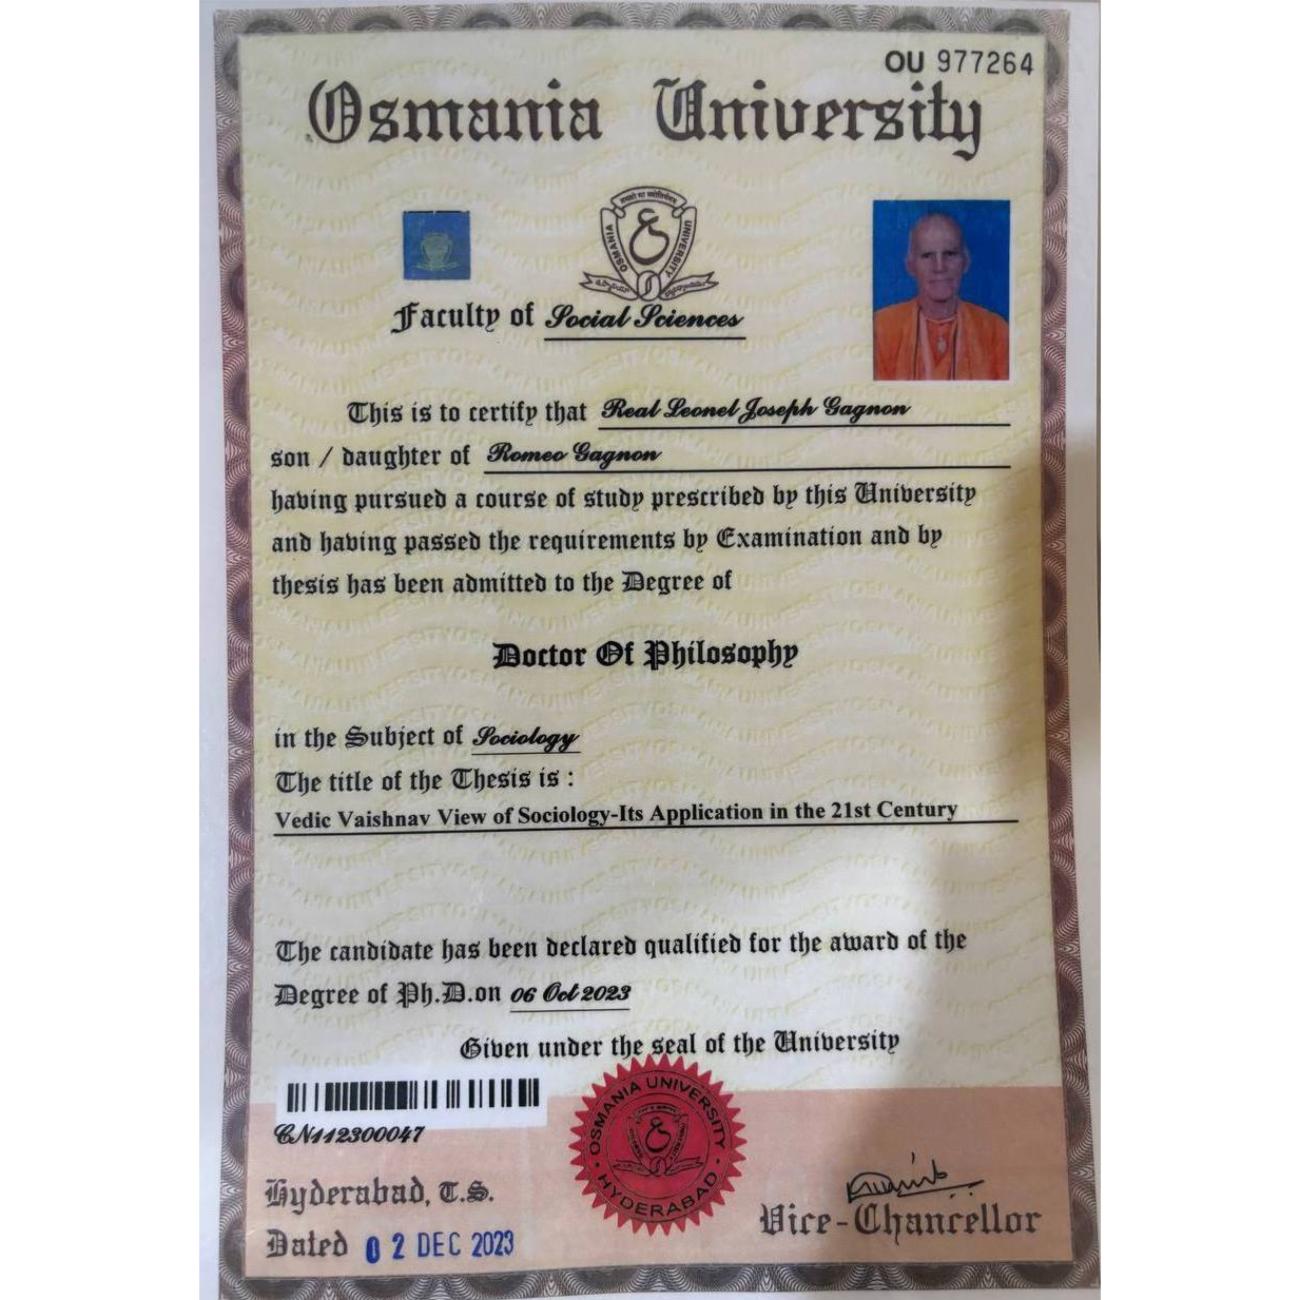 OU 977264
Osmania University
OSMANIA
UNIVERSITY
Faculty of Social Sciences
This is to certify that Real Leonel Joseph Gagnon
son / daughter of Romeo Gagnon
having pursued a course of study prescribed by this University
and having passed the requirements by Examination and by
thesis has been admitted to the Degree of
Doctor Of Philosophy
in the Subject of Sociology
The title of the Thesis is :
Vedic Vaishnav View of Sociology-Its Application in the 21st Century
The candidate has been declared qualified for the award of the
Degree of Ph.D.on 06 Oct 2023
Given under the seal of the University
CN112300047
OSMANIA UNIVERSITY
HYDERABAD
Hyderabad, T.S.
Vice-Chancellor
Dated 02 DEC 2023